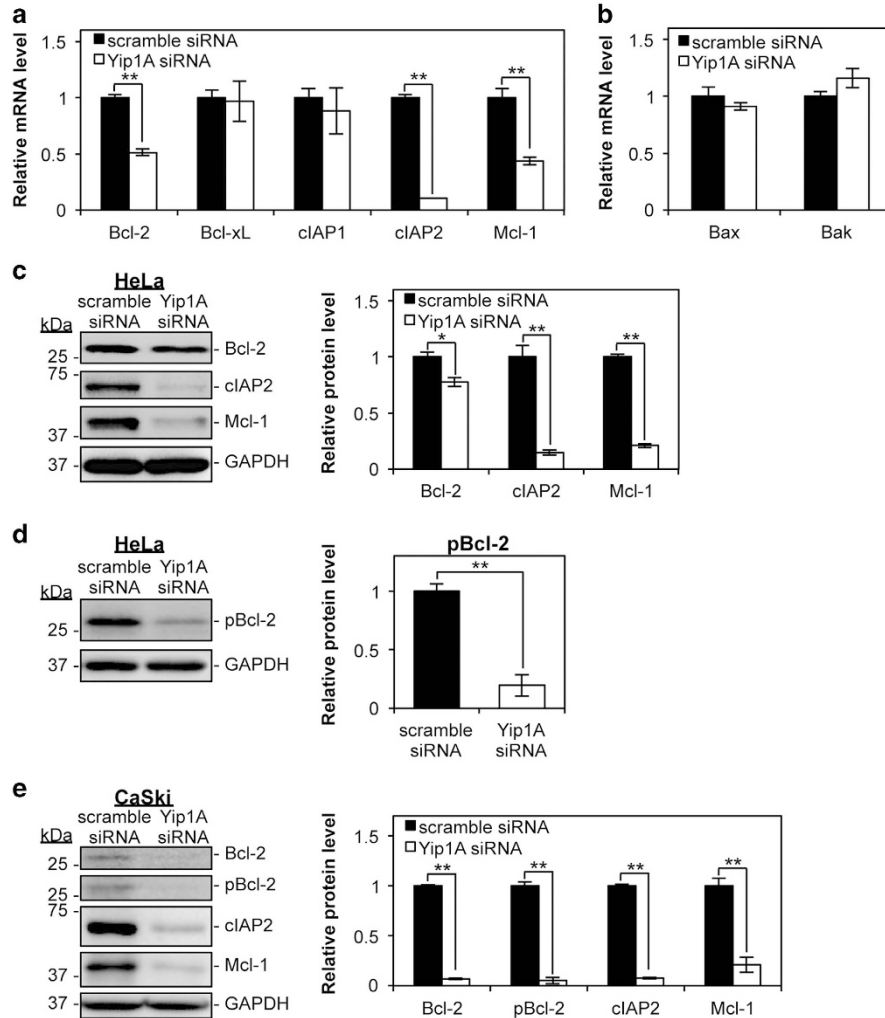 a
Relative mRNA level
1.5
1
0.5
0
scramble siRNA
Yip1A siRNA
**
**
**
Bcl-2 Bcl-xL cIAP1 cIAP2 Mcl-1
b
Relative mRNA level
1.5
1
0.5
0
scramble siRNA
Yip1A siRNA
Bax Bak
c
HeLa
scramble Yip1A
kDa siRNA siRNA
25 - - Bcl-2
75 -
- cIAP2
- Mcl-1
37 -
37 - - GAPDH
Relative protein level
1.5
1
0.5
0
scramble siRNA
Yip1A siRNA
*
**
**
Bcl-2 cIAP2 Mcl-1
d
HeLa
scramble Yip1A
kDa siRNA siRNA
- pBcl-2
25 -
37 - - GAPDH
pBcl-2
Relative protein level
1
0.5
0
**
scramble Yip1A
siRNA siRNA
e
CaSki
scramble Yip1A
kDa siRNA siRNA
- Bcl-2
25 -
- pBcl-2
25 -
75 -
- cIAP2
- Mcl-1
37 -
37 - - GAPDH
Relative protein level
1.5
1
0.5
0
scramble siRNA
Yip1A siRNA
**
**
**
**
Bcl-2 pBcl-2 cIAP2 Mcl-1